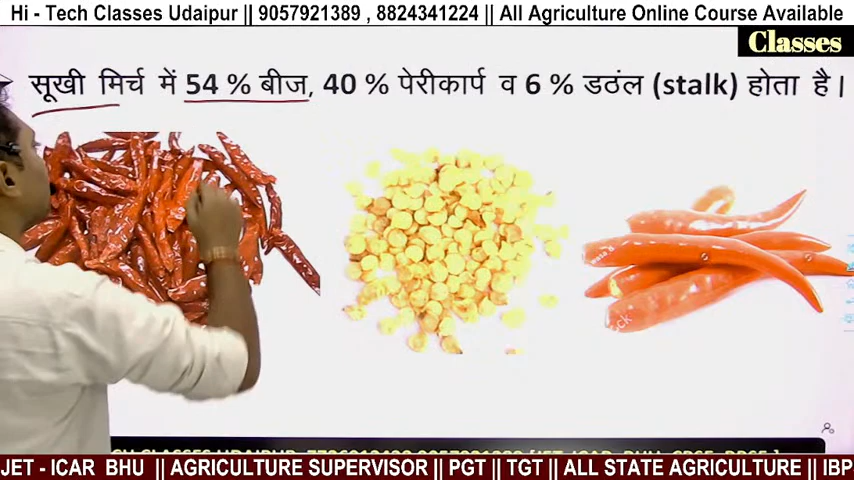 Hi - Tech Classes Udaipur || 9057921389 , 8824341224 || All Agriculture Online Course Available
Classes
सूखी मिर्च में 54 % बीज, 40 % पेरीकार्प व 6 % डठंल (stalk) होता है।
JET - ICAR BHU || AGRICULTURE SUPERVISOR || PGT || TGT || ALL STATE AGRICULTURE || IBP